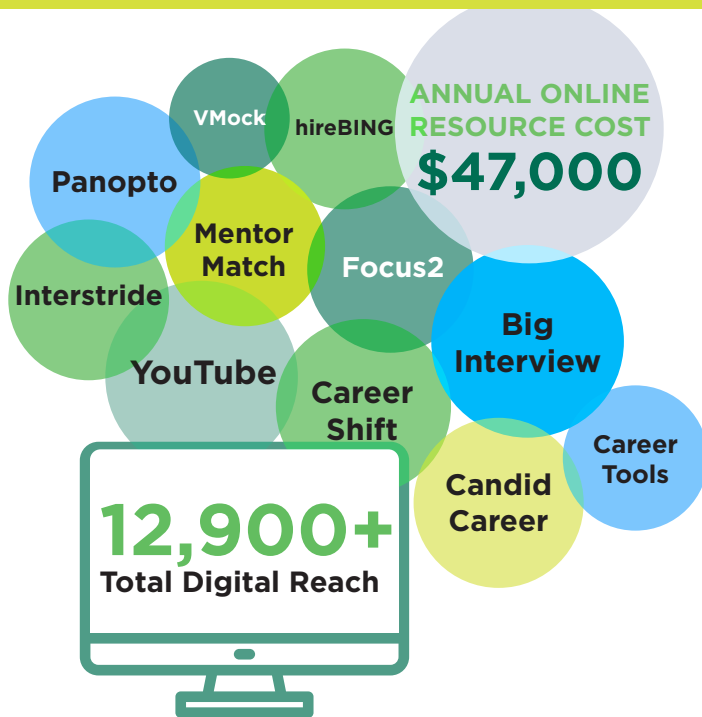 ANNUAL ONLINE
RESOURCE COST
$47,000
VMock
hireBING
Panopto
Mentor
Match
Focus2
Interstride
Big
Interview
YouTube
Career
Shift
Career
Tools
Candid
Career
12,900+
Total Digital Reach